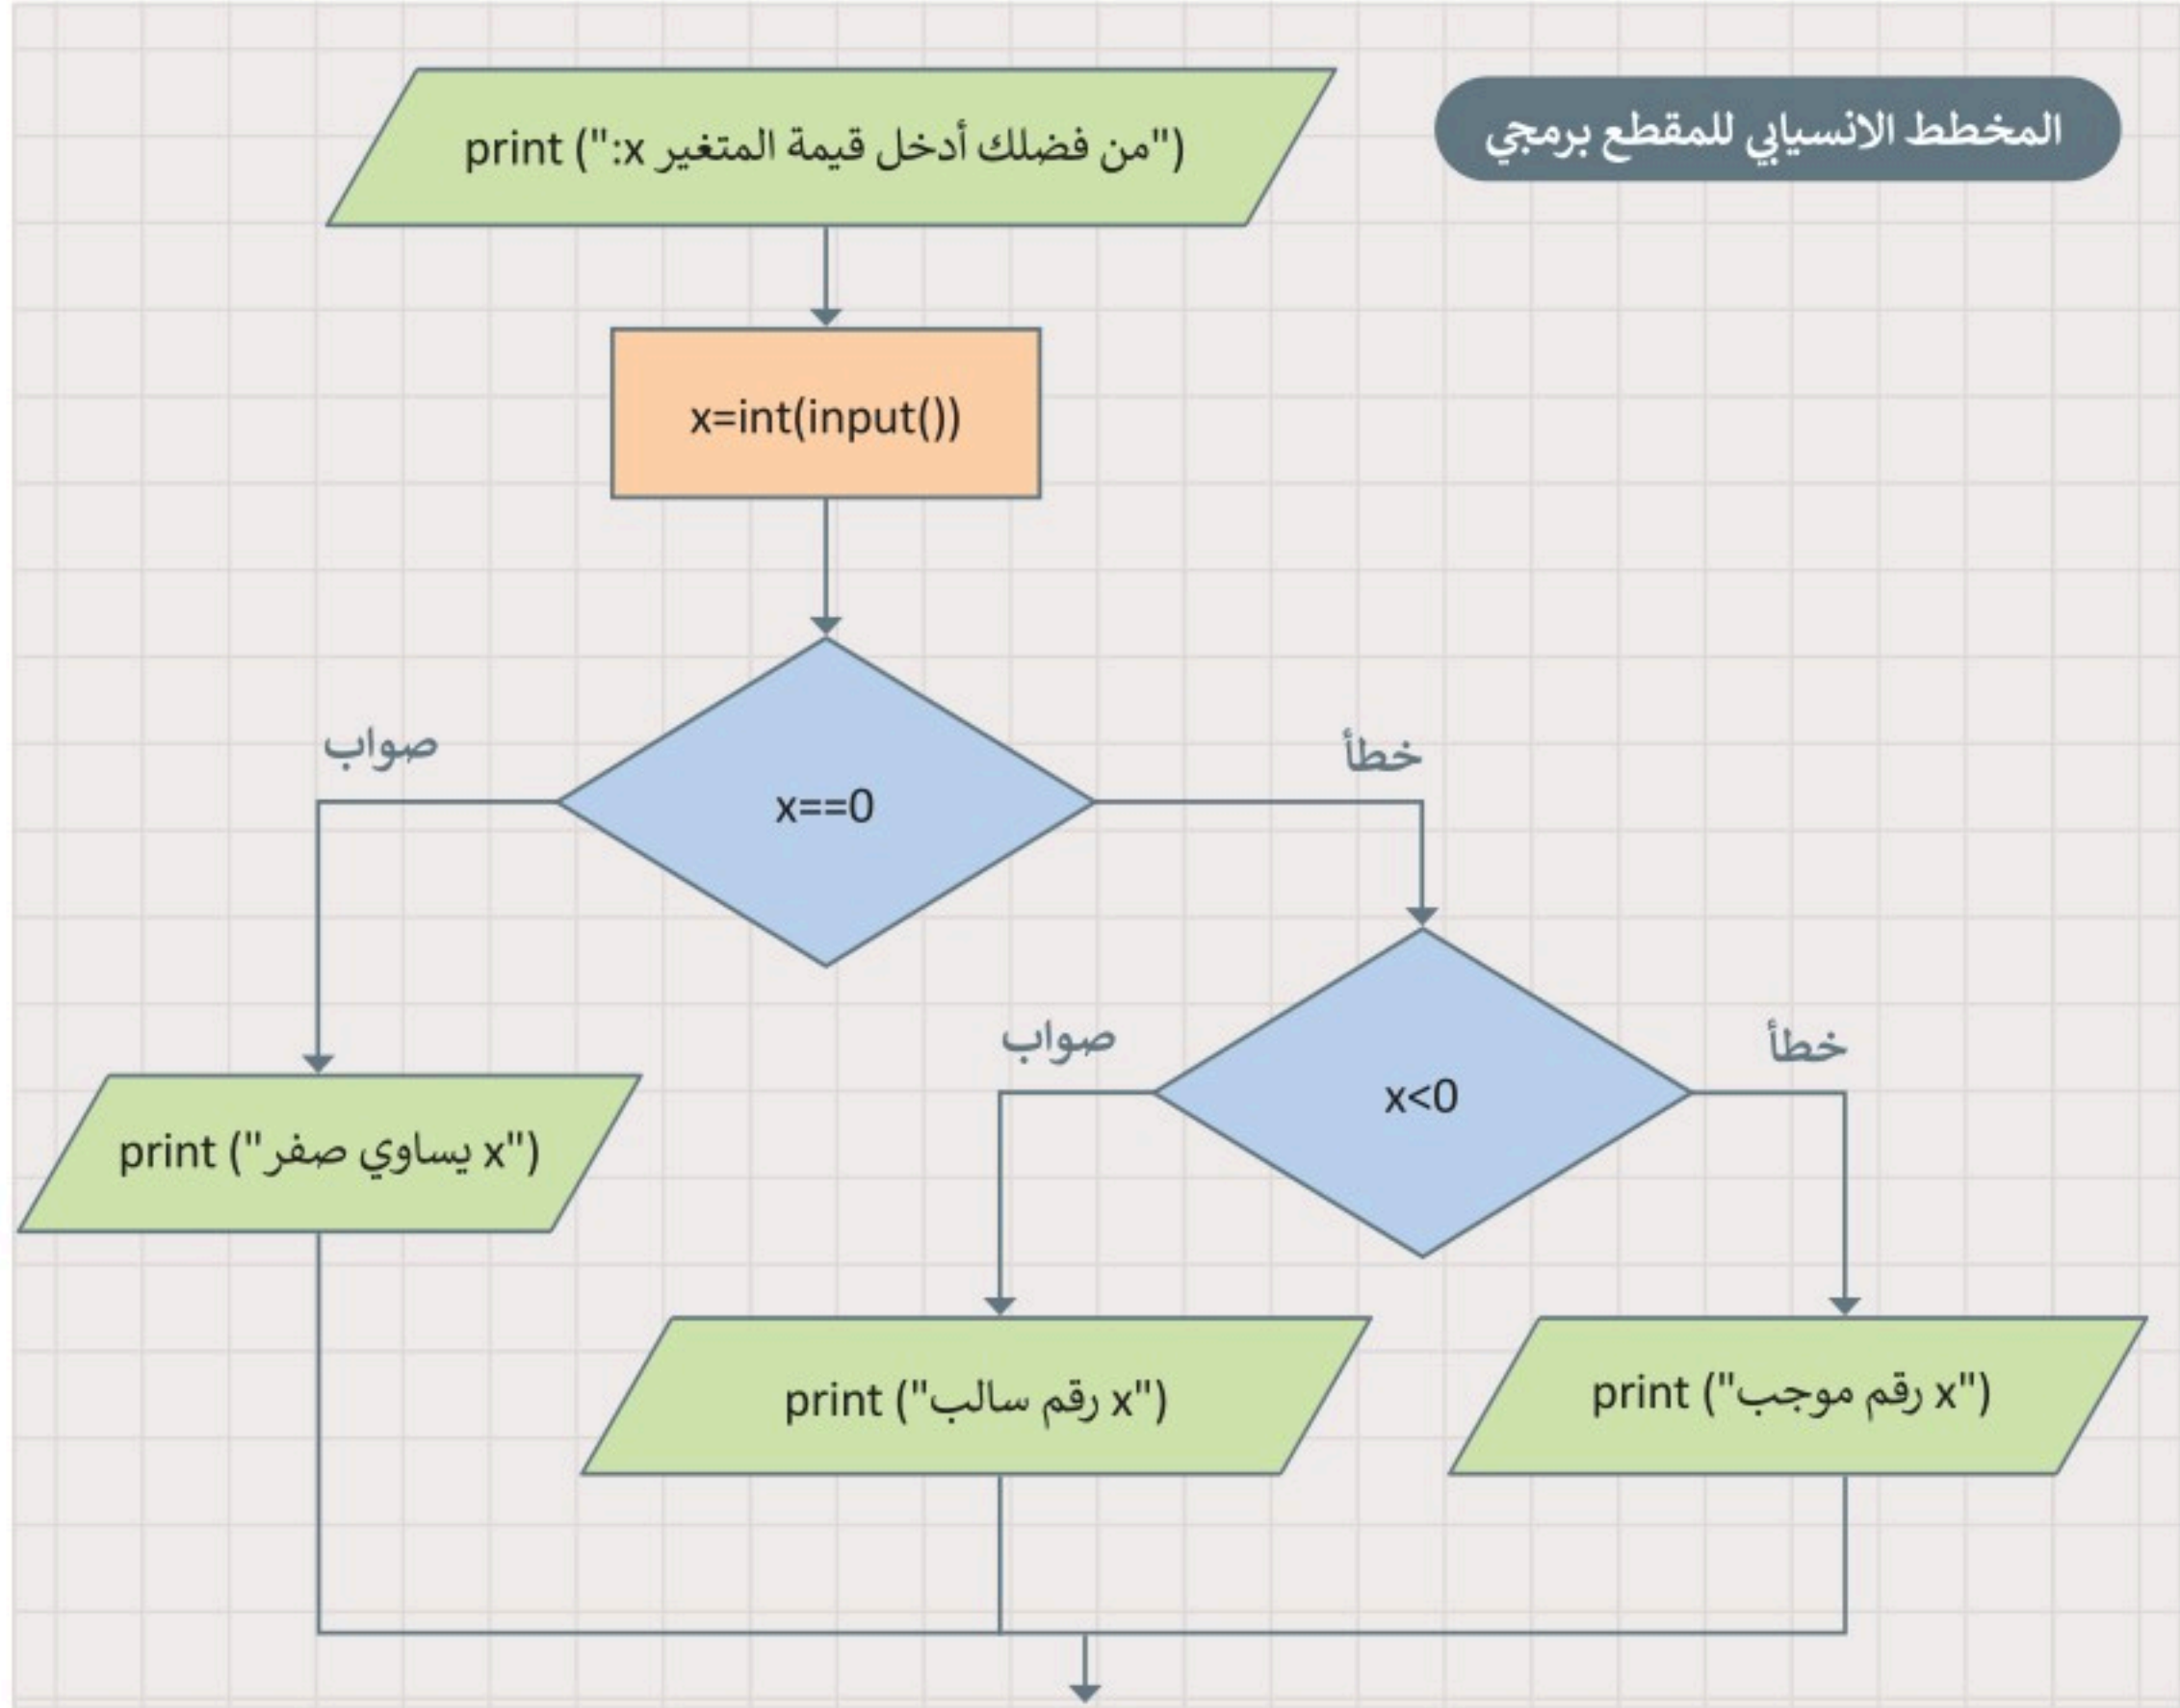 المخطط الانسيابي للمقطع برمجي
print ("من فضلك أدخل قيمة المتغير x:")
x=int(input())
x==0
صواب
خطأ
x<0
صواب
خطأ
print ("x يساوي صفر")
print ("x رقم سالب")
print ("x رقم موجب")